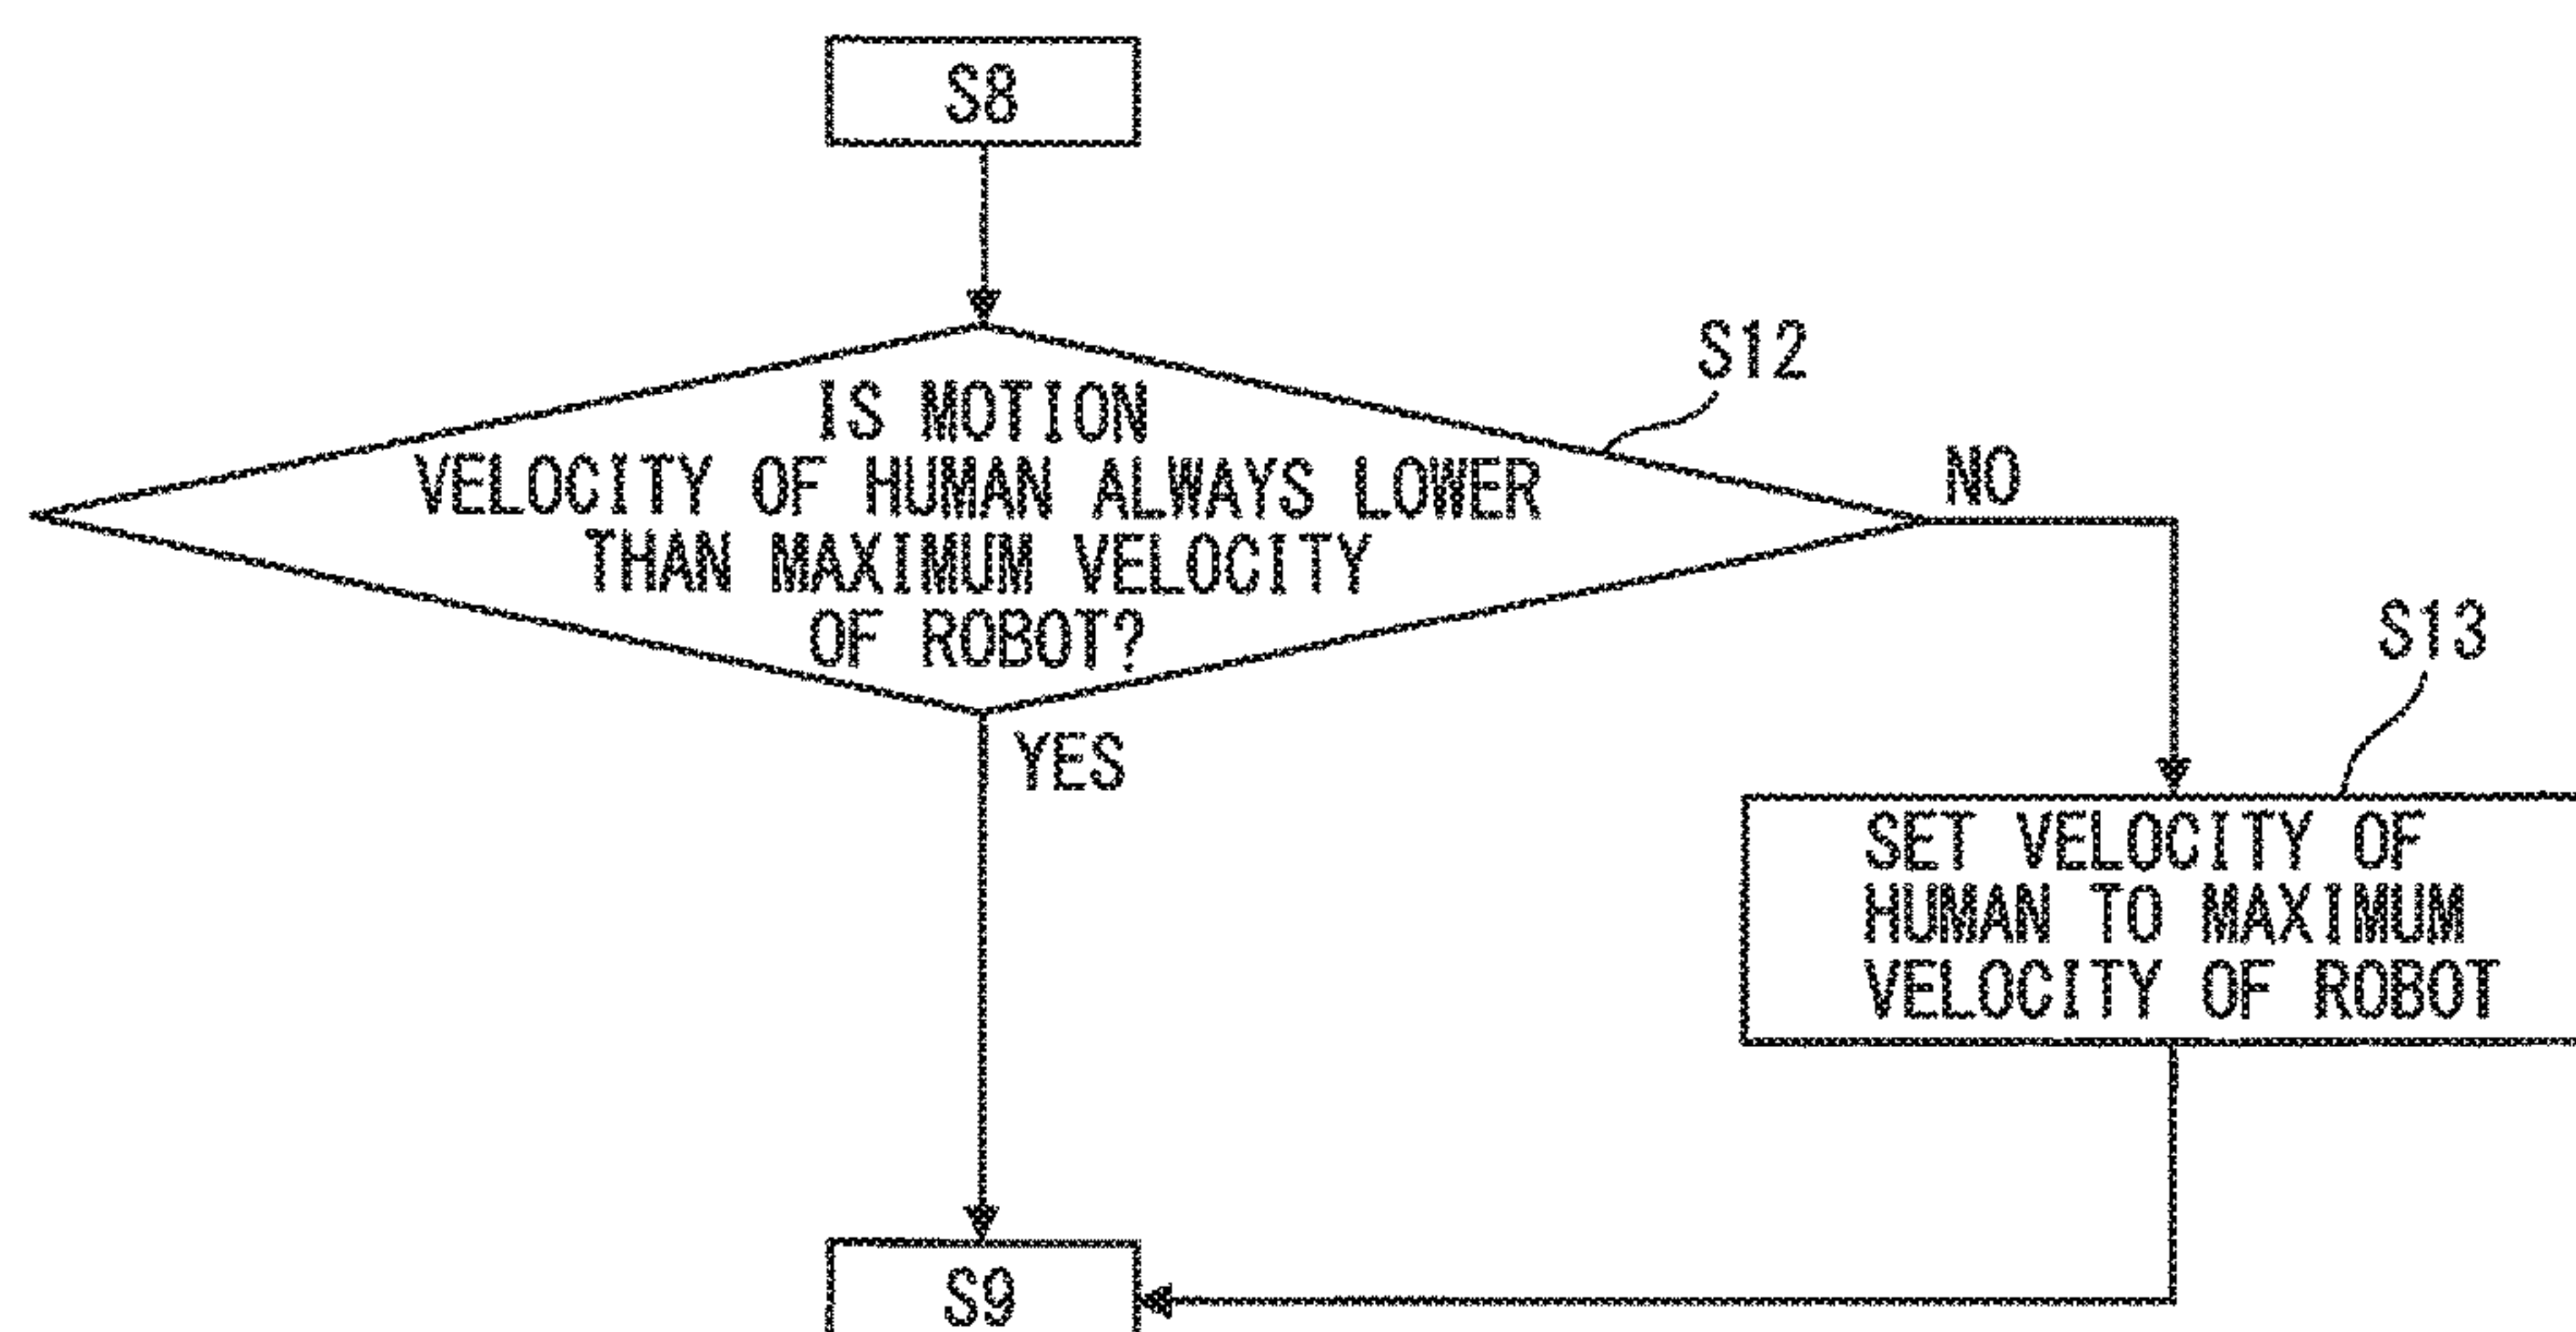 S8
S12
IS MOTION
VELOCITY OF HUMAN ALWAYS LOWER
THAN MAXIMUM VELOCITY
OF ROBOT?
NO
YES
S13
SET VELOCITY OF
HUMAN TO MAXIMUM
VELOCITY OF ROBOT
S9